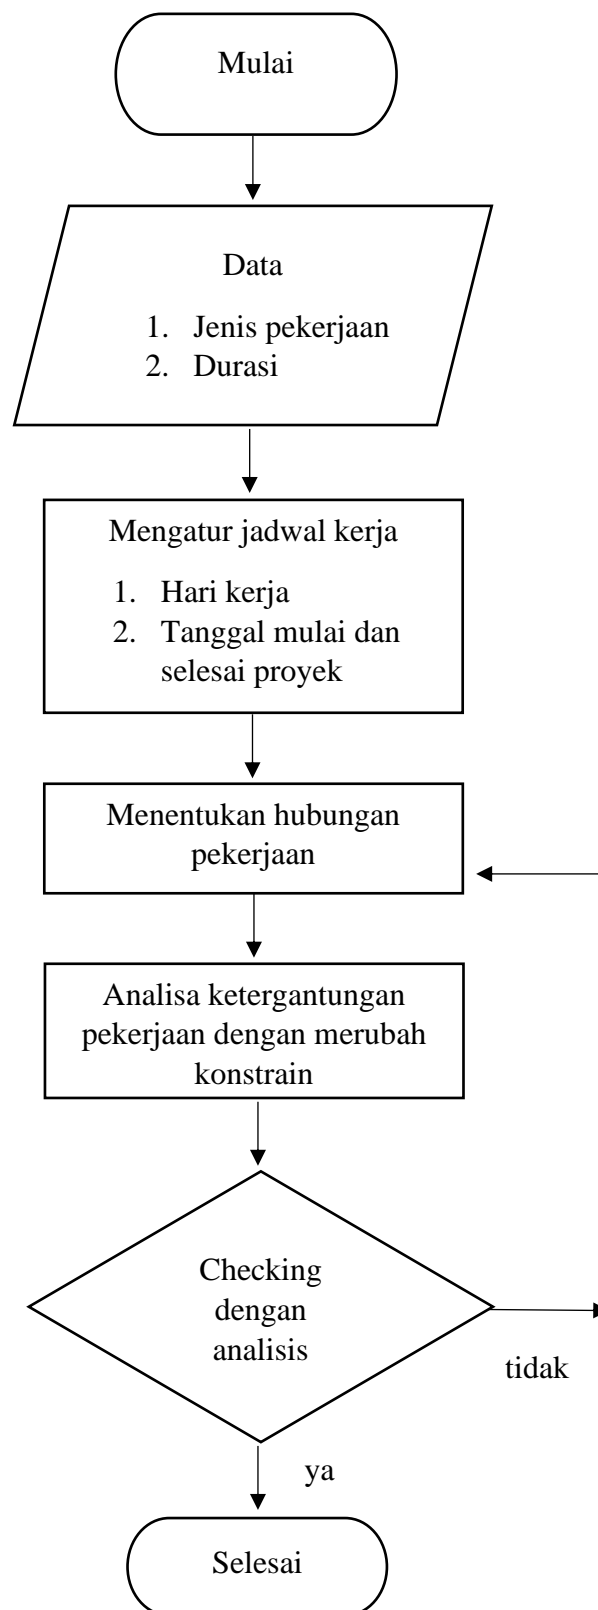 Mulai
Data
1. Jenis pekerjaan
2. Durasi
Mengatur jadwal kerja
1. Hari kerja
2. Tanggal mulai dan
selesai proyek
Menentukan hubungan
pekerjaan
Analisa ketergantungan
pekerjaan dengan merubah
konstrain
Checking
dengan
analisis
tidak
ya
Selesai